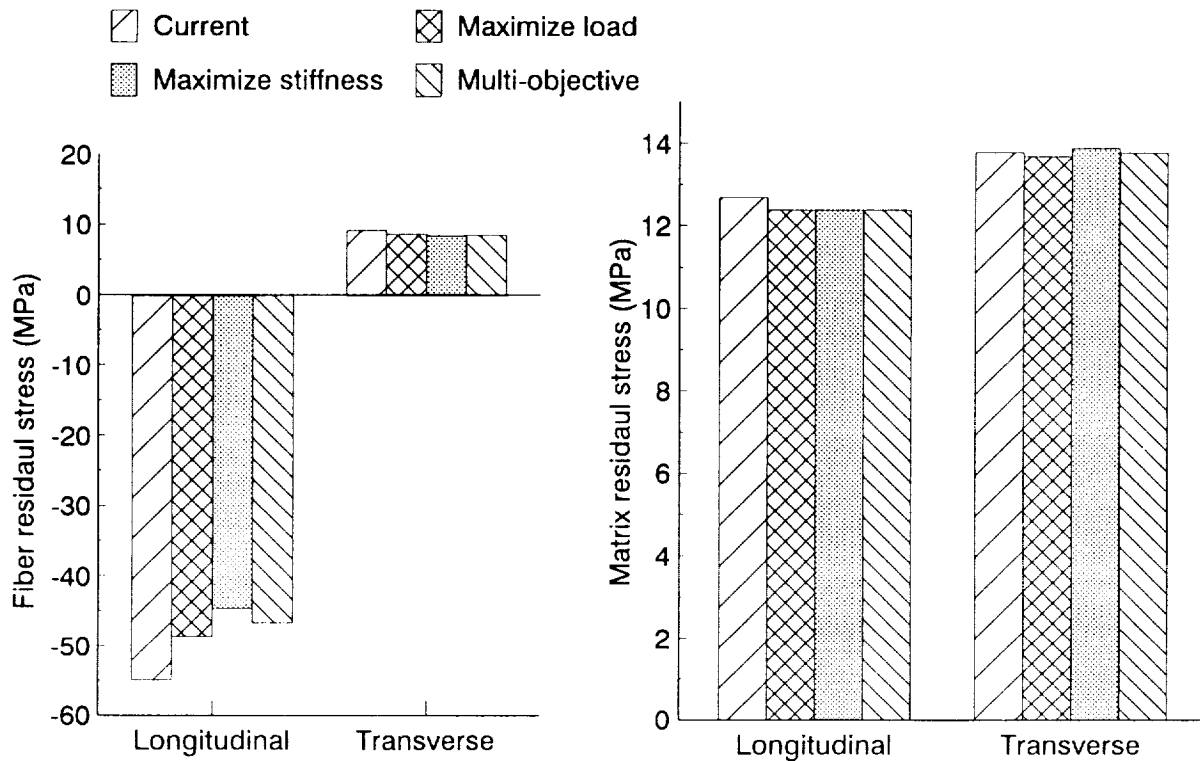 Current
Maximize load
Maximize stiffness
Multi-objective
Fiber residaul stress (MPa)
20
10
0
-10
-20
-30
-40
-50
-60
Longitudinal
Transverse
Matrix residaul stress (MPa)
14
12
10
8
6
4
2
0
Longitudinal
Transverse